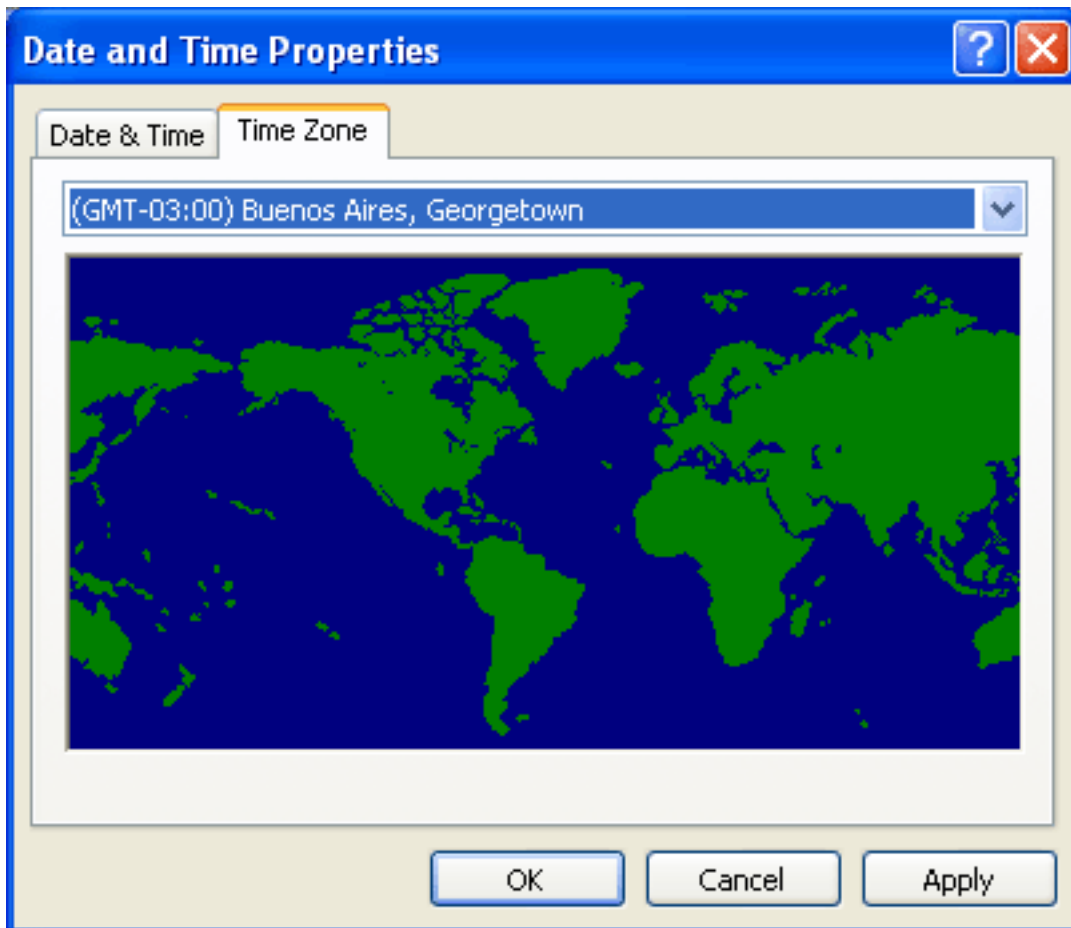 Date and Time Properties
?
Date & Time
Time Zone
(GMT-03:00) Buenos Aires, Georgetown
OK
Cancel
Apply